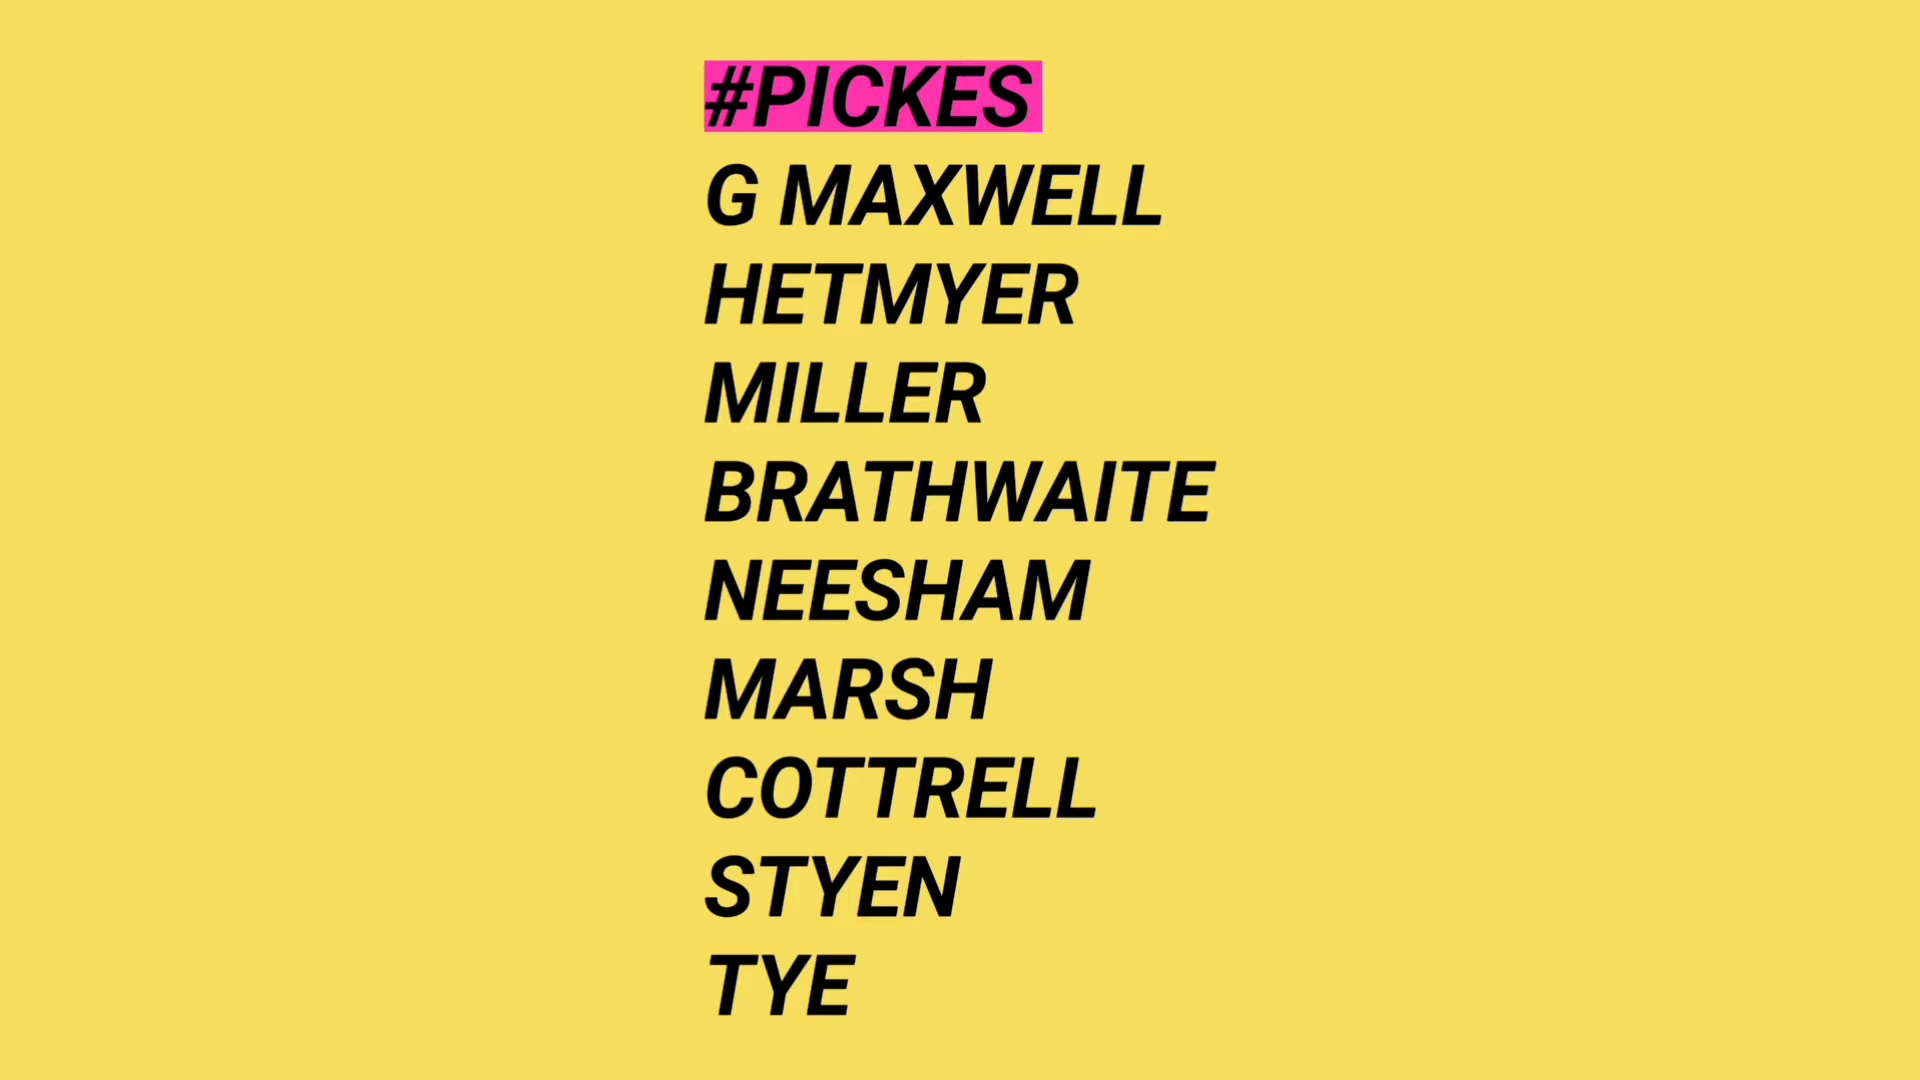 #PICKES
G MAXWELL
HETMYER
MILLER
BRATHWAITE
NEESHAM
MARSH
COTTRELL
STYEN
TYE